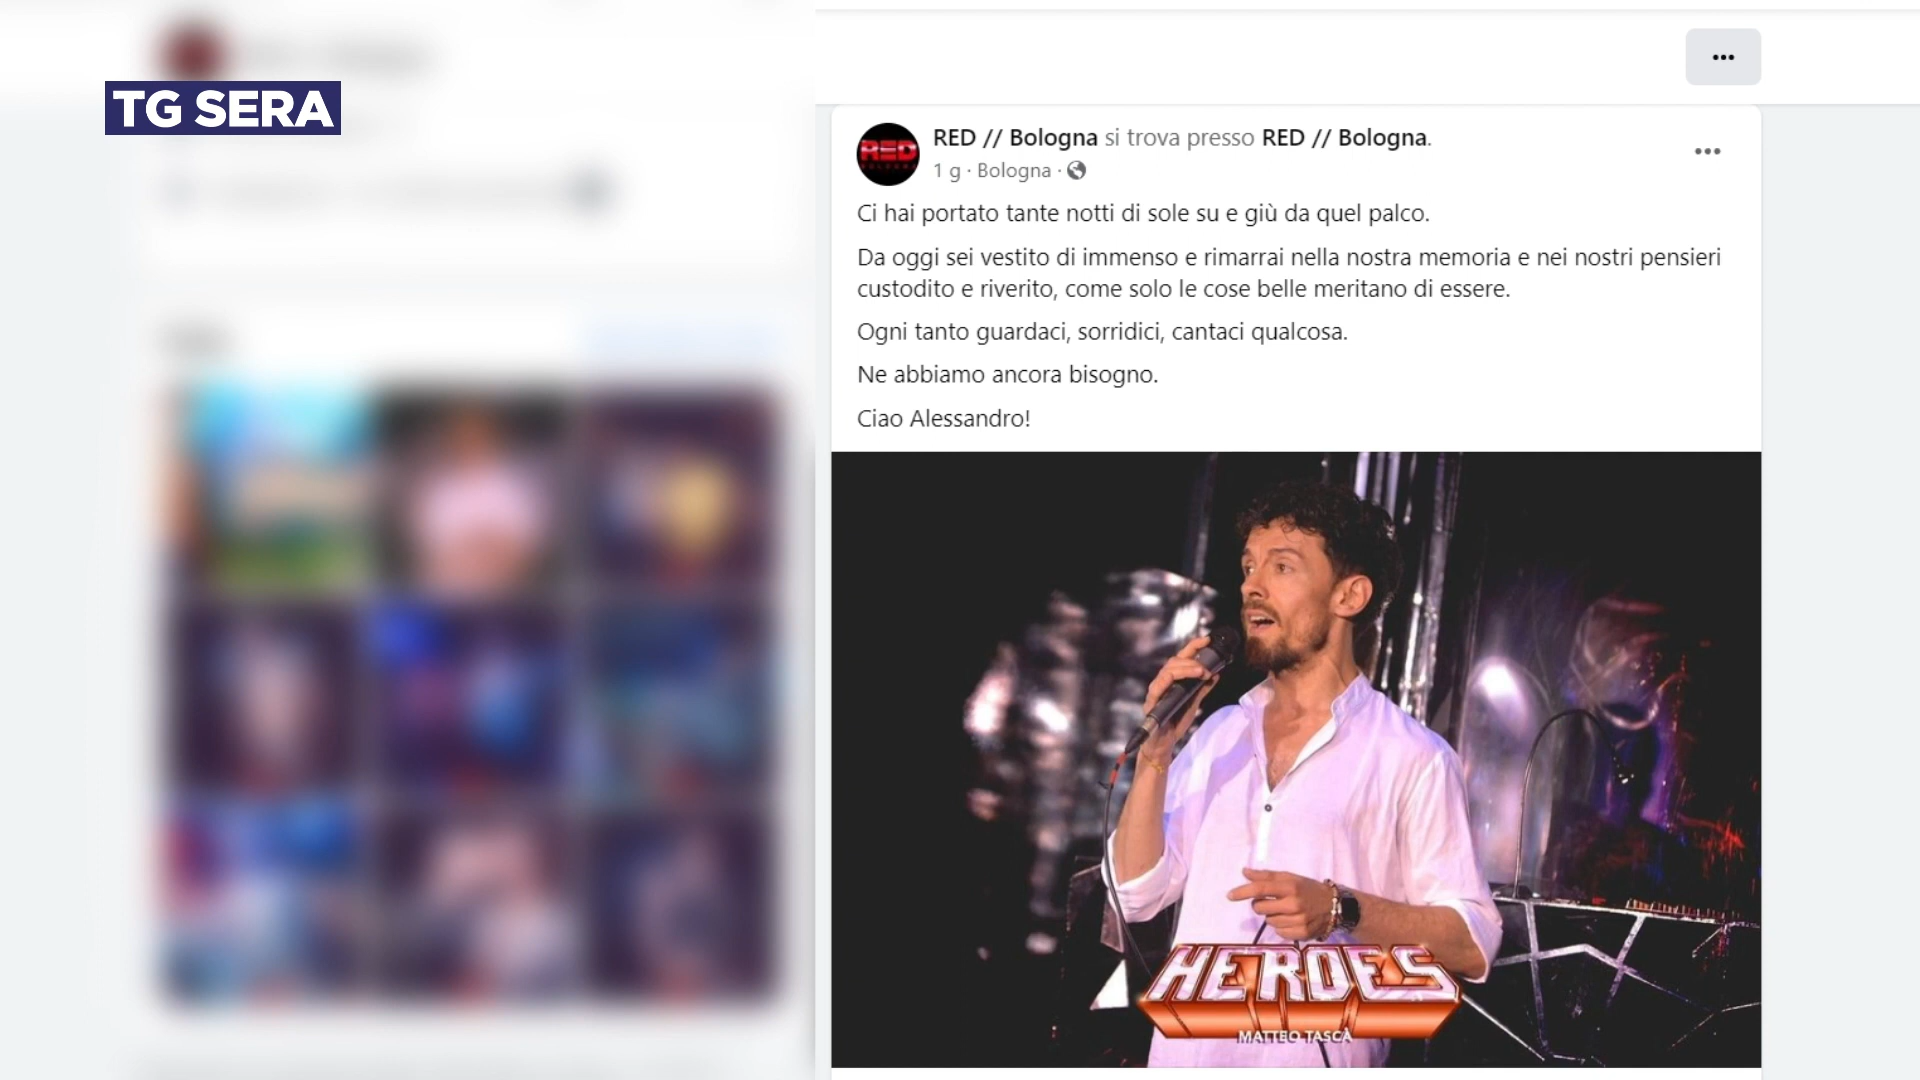 TG SERA
RED // Bologna si trova presso RED // Bologna.
RED
1 g · Bologna ·
Ci hai portato tante notti di sole su e giù da quel palco.
Da oggi sei vestito di immenso e rimarrai nella nostra memoria e nei nostri pensieri
custodito e riverito, come solo le cose belle meritano di essere.
Ogni tanto guardaci, sorridici, cantaci qualcosa.
Ne abbiamo ancora bisogno.
Ciao Alessandro!
HEROES
MATTEO TASCÀ